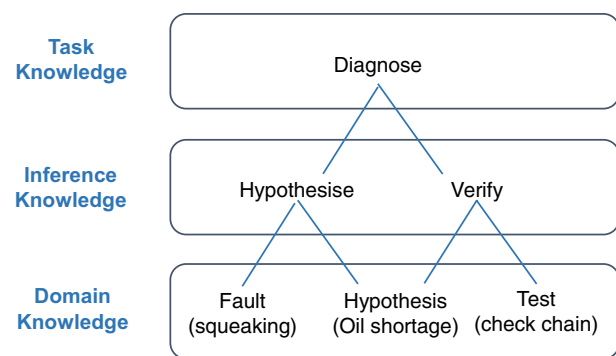 Task
Knowledge
Diagnose
Inference
Knowledge
Hypothesise
Verify
Domain
Knowledge
Fault
(squeaking)
Hypothesis
(Oil shortage)
Test
(check chain)